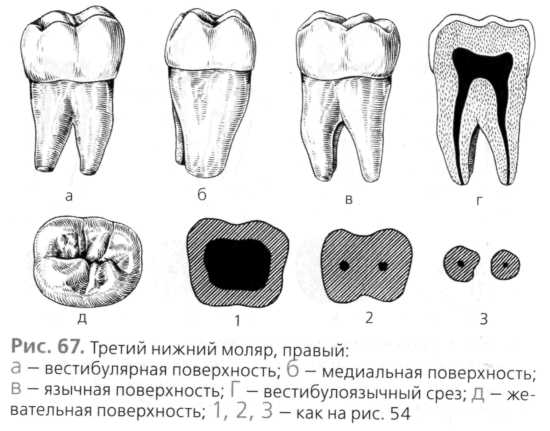 а
б
в
г
д
1
2
3
Рис. 67. Третий нижний моляр, правый:
а – вестибулярная поверхность; б – медиальная поверхность;
в – язычная поверхность; Г – вестибулоязычный срез; д – же-
вательная поверхность; 1, 2, 3 – как на рис. 54